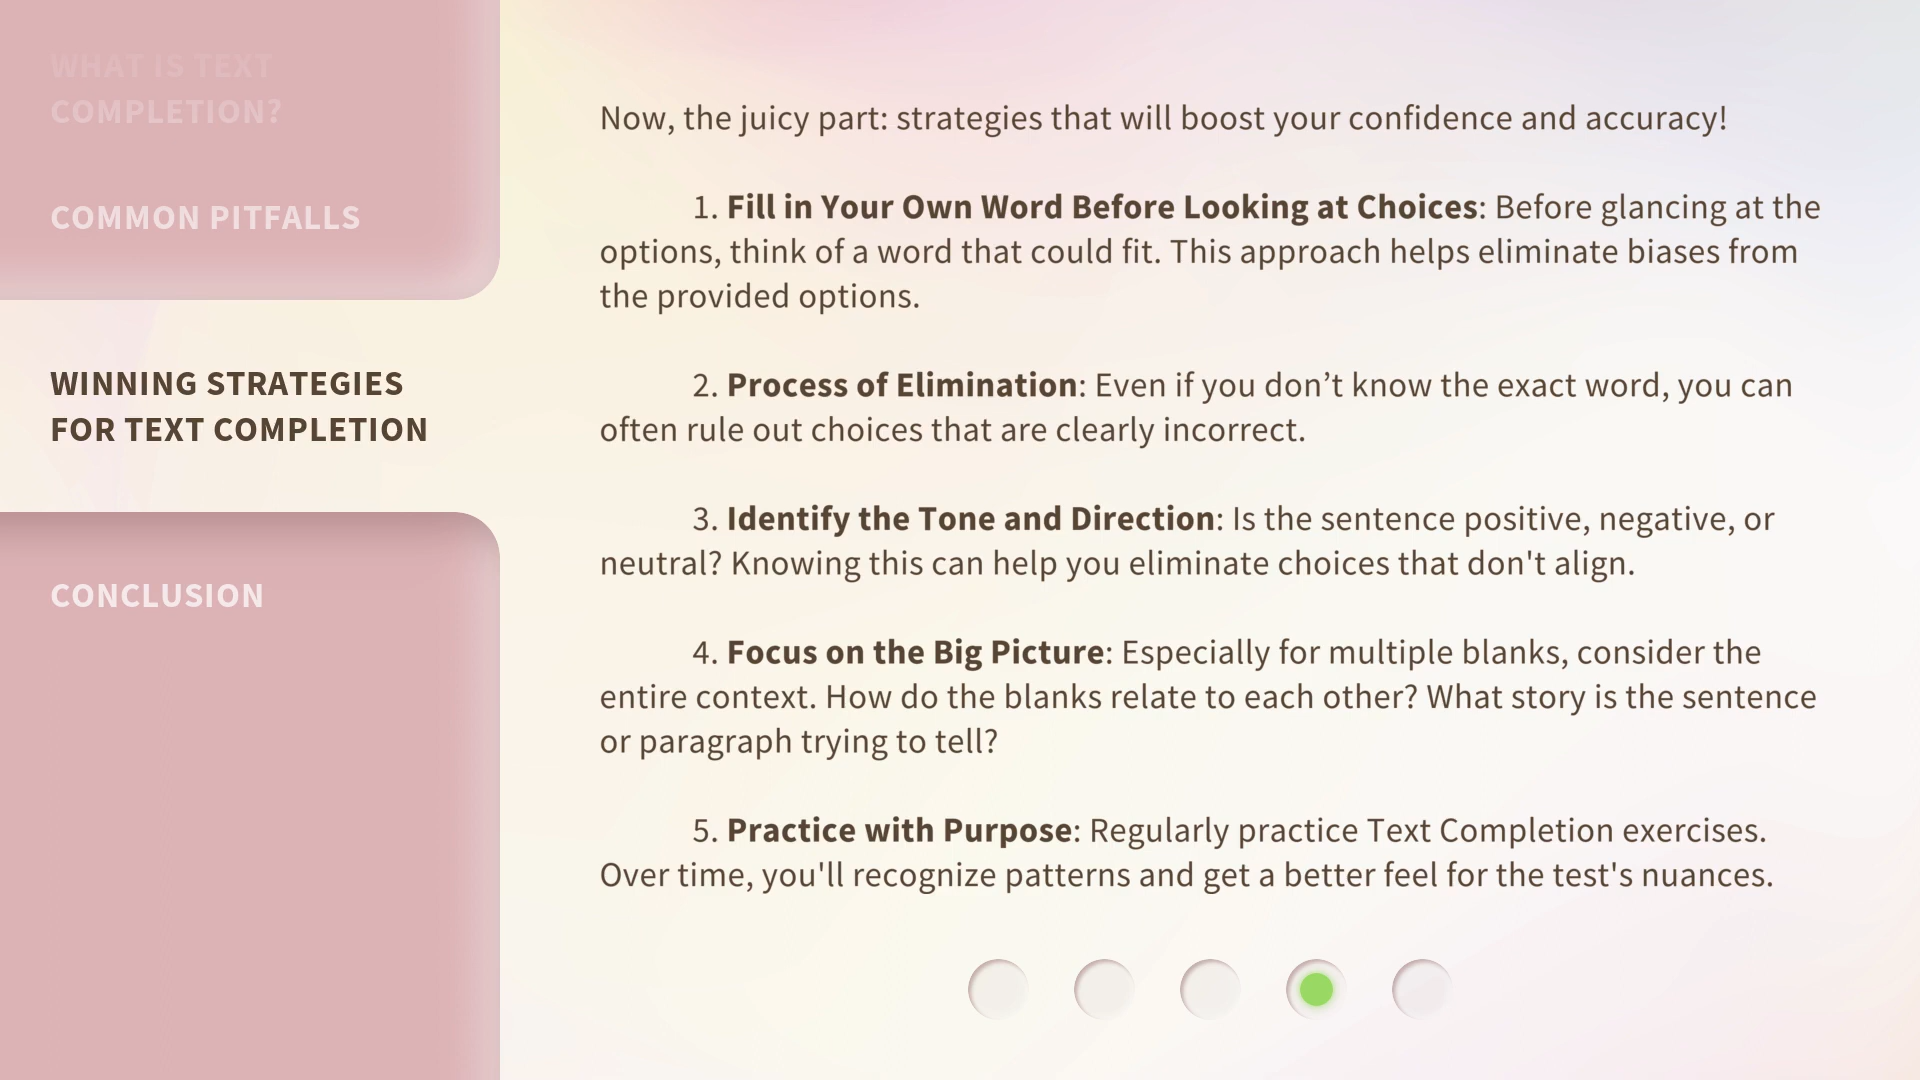 WHAT IS TEXT
COMPLETION?
COMMON PITFALLS
WINNING STRATEGIES
FOR TEXT COMPLETION
CONCLUSION
Now, the juicy part: strategies that will boost your confidence and accuracy!
1. Fill in Your Own Word Before Looking at Choices: Before glancing at the
options, think of a word that could fit. This approach helps eliminate biases from
the provided options.
2. Process of Elimination: Even if you don’t know the exact word, you can
often rule out choices that are clearly incorrect.
3. Identify the Tone and Direction: Is the sentence positive, negative, or
neutral? Knowing this can help you eliminate choices that don't align.
4. Focus on the Big Picture: Especially for multiple blanks, consider the
entire context. How do the blanks relate to each other? What story is the sentence
or paragraph trying to tell?
5. Practice with Purpose: Regularly practice Text Completion exercises.
Over time, you'll recognize patterns and get a better feel for the test's nuances.